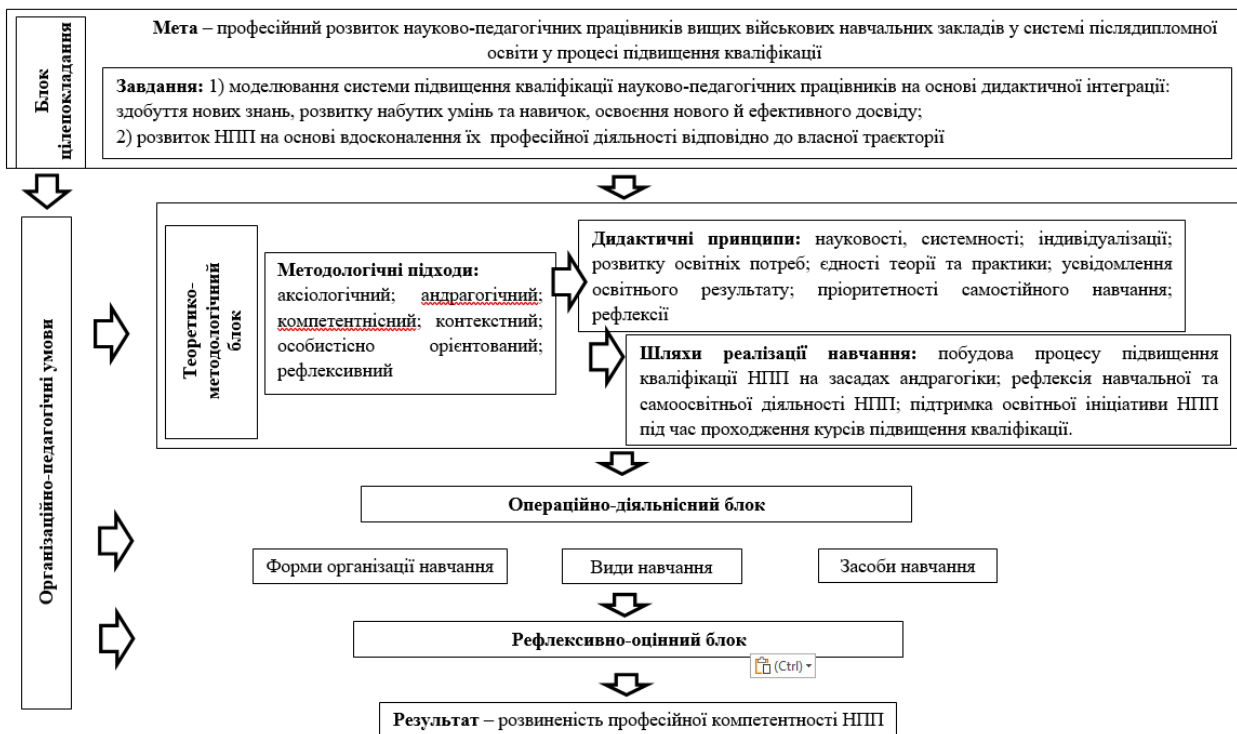 Блок
цілепокладання
Мета – професійний розвиток науково-педагогічних працівників вищих військових навчальних закладів у системі післядипломної
освіти у процесі підвищення кваліфікації
Завдання: 1) моделювання системи підвищення кваліфікації науково-педагогічних працівників на основі дидактичної інтеграції:
здобуття нових знань, розвитку набутих умінь та навичок, освоєння нового й ефективного досвіду;
2) розвиток НПП на основі вдосконалення їх професійної діяльності відповідно до власної траєкторії
Організаційно-педагогічні умови
Теоретико-
методологічний
блок
Методологічні підходи:
аксіологічний; андрагогічний;
компетентнісний; контекстний;
особистісно орієнтований;
рефлексивний
Дидактичні принципи: науковості, системності; індивідуалізації;
розвитку освітніх потреб; єдності теорії та практики; усвідомлення
освітнього результату; пріоритетності самостійного навчання;
рефлексії
Шляхи реалізації навчання: побудова процесу підвищення
кваліфікації НПП на засадах андрагогіки; рефлексія навчальної та
самоосвітньої діяльності НПП; підтримка освітньої ініціативи НПП
під час проходження курсів підвищення кваліфікації.
Операційно-діяльнісний блок
Форми організації навчання
Види навчання
Засоби навчання
Рефлексивно-оцінний блок
(Ctrl)
Результат – розвиненість професійної компетентності НПП